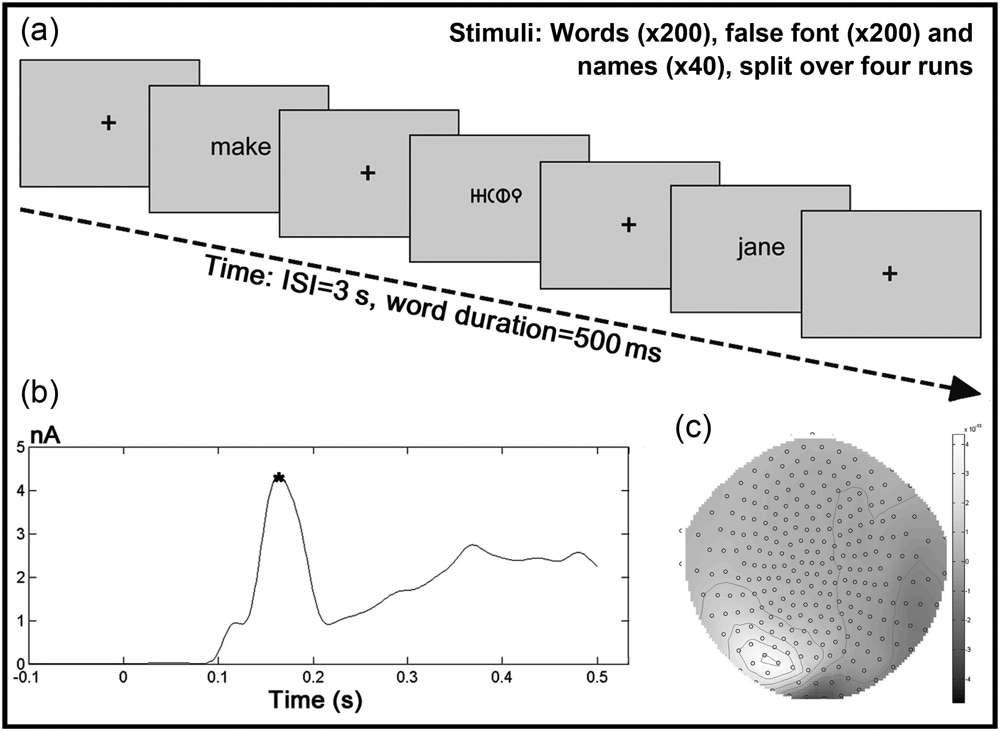 (a)
Stimuli: Words (x200), false font (x200) and
names (x40), split over four runs
+
make
+
+
jane
+
Time: ISI=3 s, word duration=500 ms
(b)
nA
5
4
3
2
1
0
-0.1 0 0.1 0.2 0.3 0.4 0.5
Time (s)
(c)
x 10-13
4
3
2
1
0
-1
-2
-3
-4